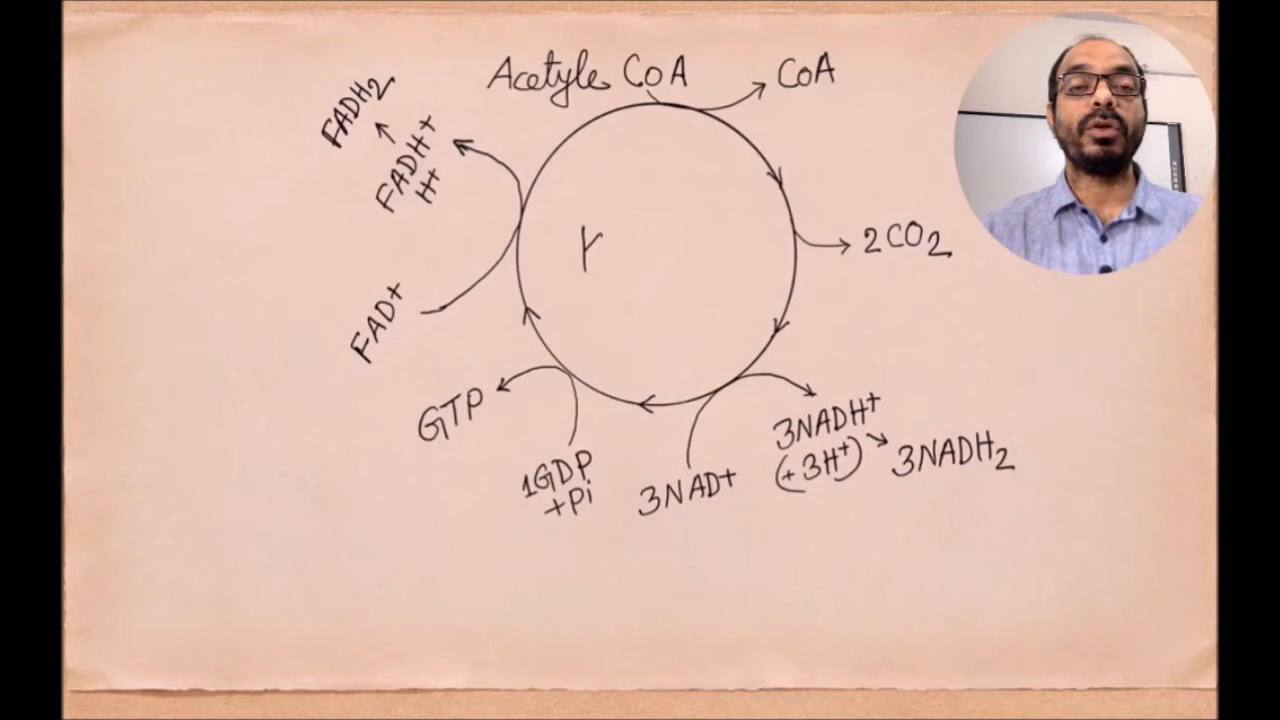 Acetyle CoA
CoA
FADH2
FADH+
H+
2CO2
FAD+
GTP
1GDP
+Pi
3NAD+
3NADH+
(+3H+)
3NADH2